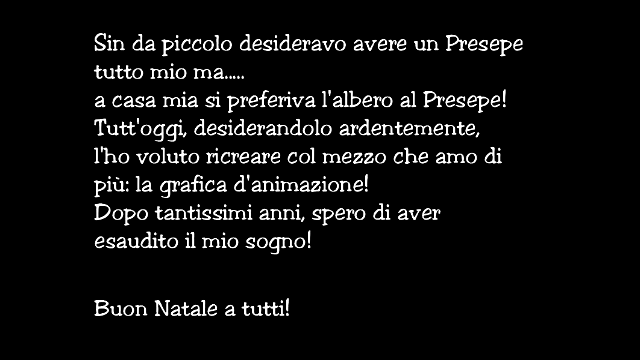 Sin da piccolo desideravo avere un Presepe
tutto mio ma.....
a casa mia si preferiva l'albero al Presepe!
Tutt'oggi, desiderandolo ardentemente,
l'ho voluto ricreare col mezzo che amo di
più: la grafica d'animazione!
Dopo tantissimi anni, spero di aver
esaudito il mio sogno!
Buon Natale a tutti!